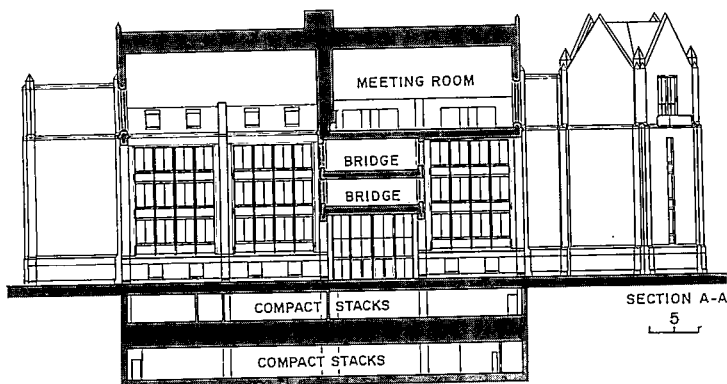 MEETING ROOM
BRIDGE
BRIDGE
COMPACT STACKS
SECTION A-A
5
COMPACT STACKS